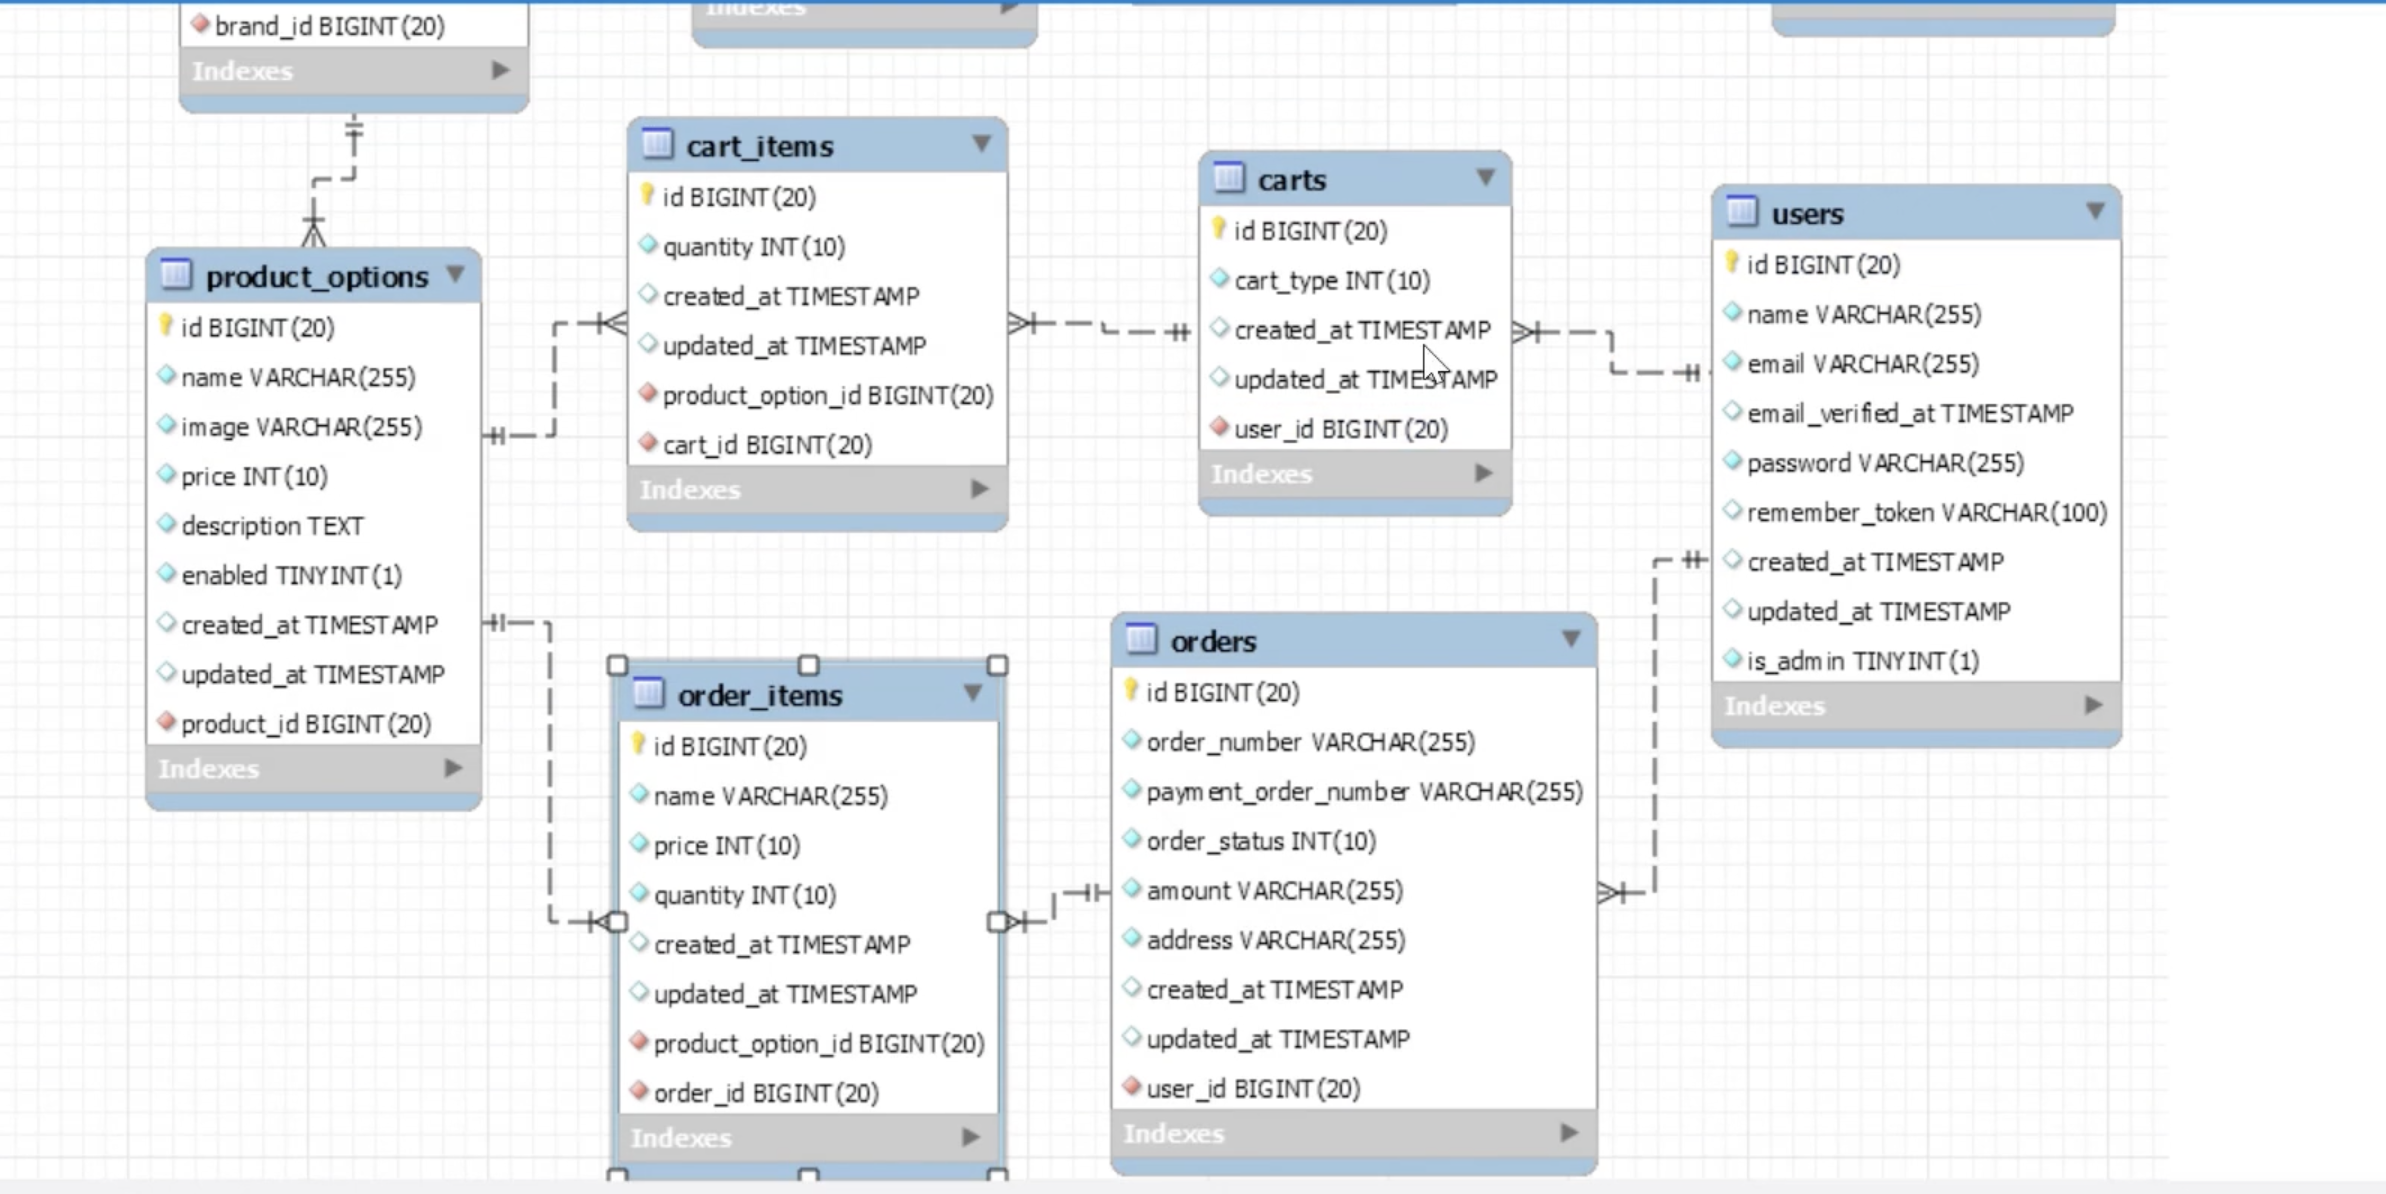 brand_id BIGINT(20)
Indexes
Indexes
product_options
id BIGINT(20)
name VARCHAR(255)
image VARCHAR(255)
price INT(10)
description TEXT
enabled TINYINT(1)
created_at TIMESTAMP
updated_at TIMESTAMP
product_id BIGINT(20)
Indexes
cart_items
id BIGINT(20)
quantity INT(10)
created_at TIMESTAMP
updated_at TIMESTAMP
product_option_id BIGINT(20)
cart_id BIGINT(20)
Indexes
carts
id BIGINT(20)
cart_type INT(10)
created_at TIMESTAMP
updated_at TIMESTAMP
user_id BIGINT(20)
Indexes
users
id BIGINT(20)
name VARCHAR(255)
email VARCHAR(255)
email_verified_at TIMESTAMP
password VARCHAR(255)
remember_token VARCHAR(100)
created_at TIMESTAMP
updated_at TIMESTAMP
is_admin TINYINT(1)
Indexes
order_items
id BIGINT(20)
name VARCHAR(255)
price INT(10)
quantity INT(10)
created_at TIMESTAMP
updated_at TIMESTAMP
product_option_id BIGINT(20)
order_id BIGINT(20)
Indexes
orders
id BIGINT(20)
order_number VARCHAR(255)
payment_order_number VARCHAR(255)
order_status INT(10)
amount VARCHAR(255)
address VARCHAR(255)
created_at TIMESTAMP
updated_at TIMESTAMP
user_id BIGINT(20)
Indexes